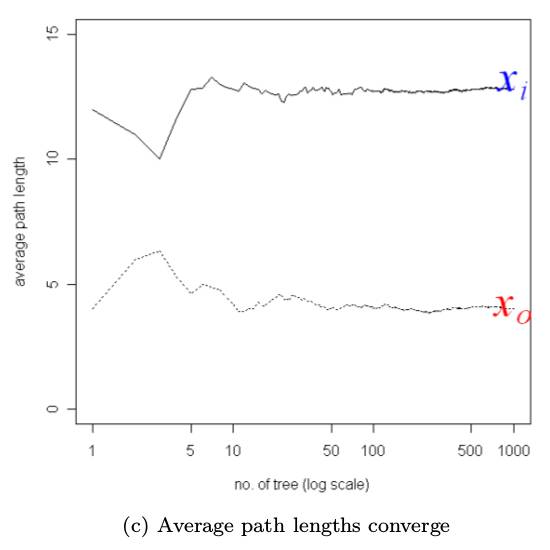 15
10
5
0
average path length
x_i
x_o
1 5 10 50 100 500 1000
no. of tree (log scale)
(c) Average path lengths converge